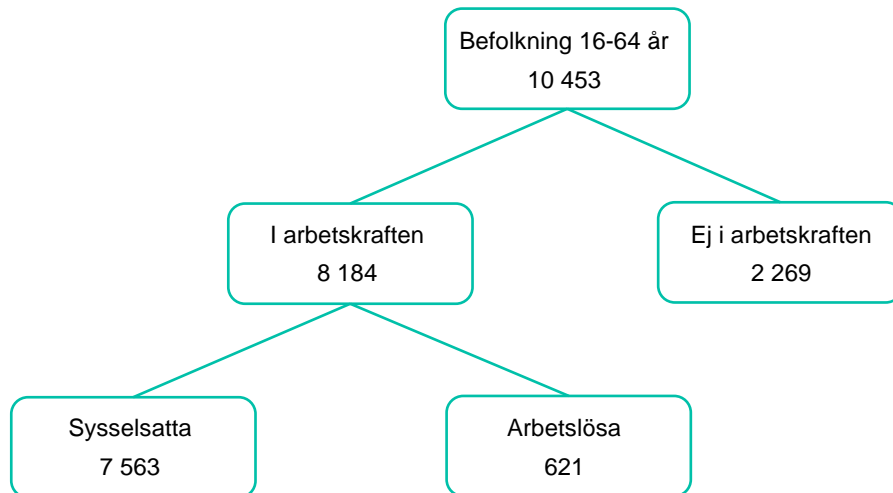 Befolkning 16-64 år
10 453
I arbetskraften
8 184
Ej i arbetskraften
2 269
Sysselsatta
7 563
Arbetslösa
621